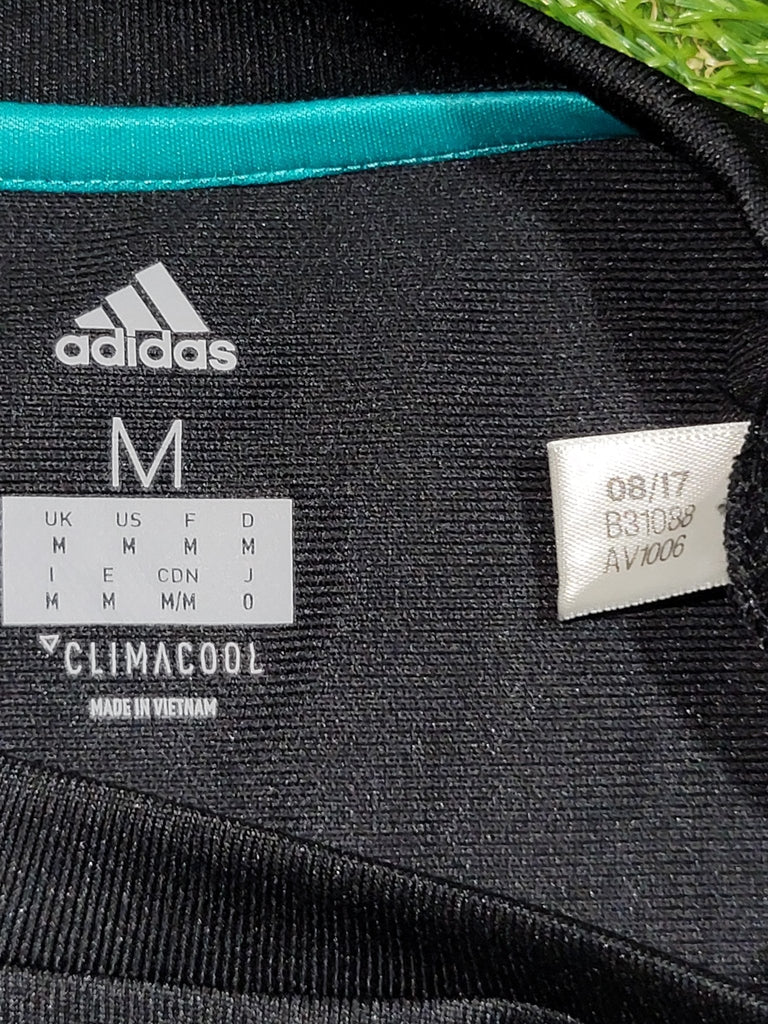 adidas
M
UK US F D
M M M M
I E CDN J
M M M/M O
CLIMACOOL
MADE IN VIETNAM
08/17
B31088
AV1006